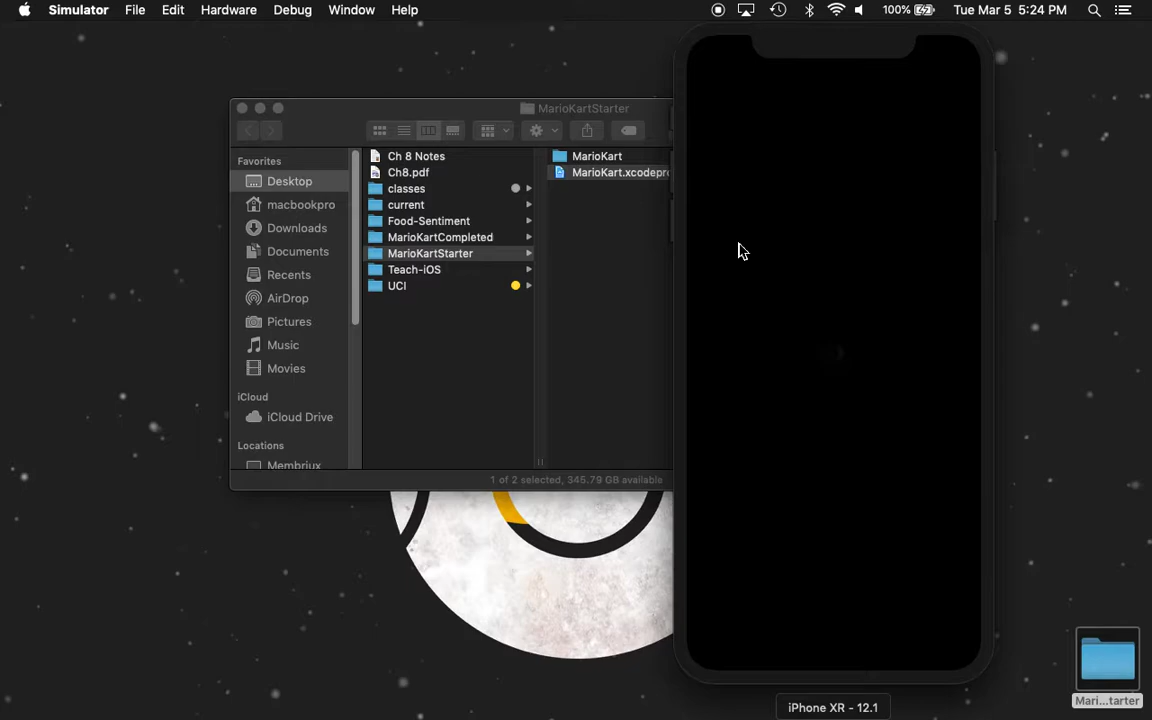 Simulator File Edit Hardware Debug Window Help 100% Tue Mar 5 5:24 PM
MarioKartStarter
Favorites
Desktop
macbookpro
Downloads
Documents
Recents
AirDrop
Pictures
Music
Movies
iCloud
iCloud Drive
Locations
Membriux
Ch 8 Notes
Ch8.pdf
classes
current
Food-Sentiment
MarioKartCompleted
MarioKartStarter
Teach-iOS
UCI
MarioKart
MarioKart.xcodepro
1 of 2 selected, 345.79 GB available
iPhone XR - 12.1
Mari...tarter